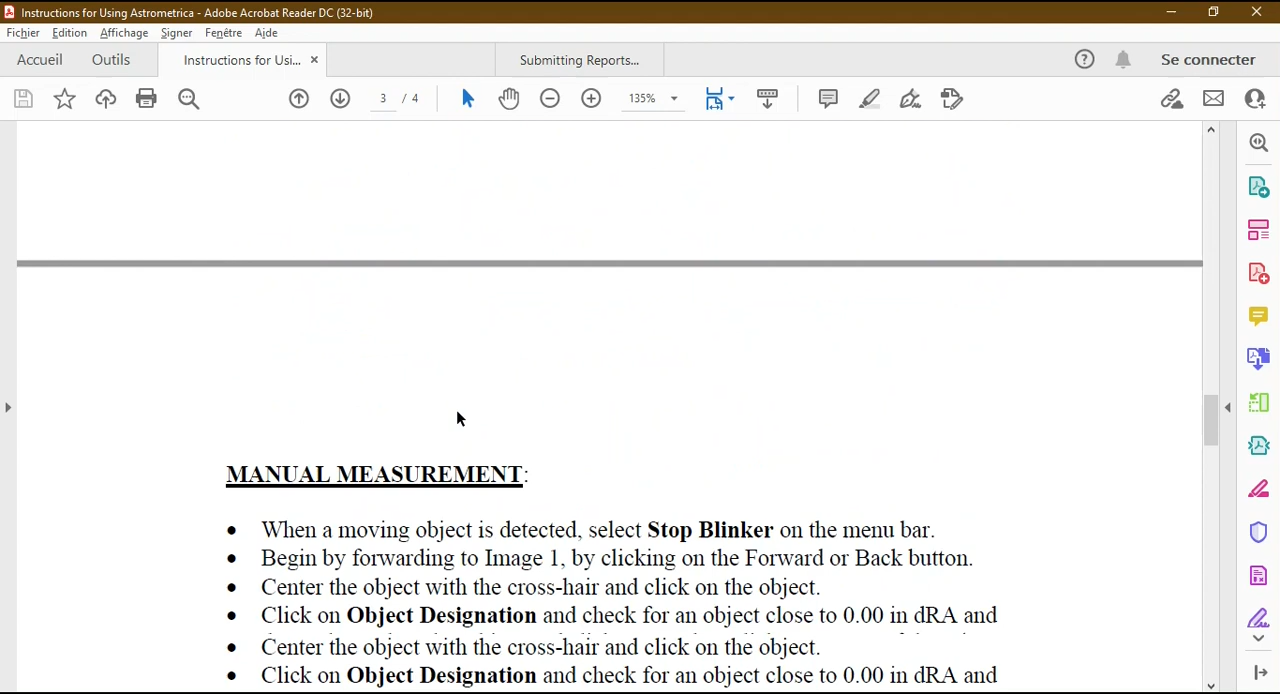 Instructions for Using Astrometrica - Adobe Acrobat Reader DC (32-bit)
Fichier Edition Affichage Signer Fenêtre Aide
Accueil Outils Instructions for Usi... × Submitting Reports... Se connecter
3 / 4 135%
MANUAL MEASUREMENT:
• When a moving object is detected, select Stop Blinker on the menu bar.
• Begin by forwarding to Image 1, by clicking on the Forward or Back button.
• Center the object with the cross-hair and click on the object.
• Click on Object Designation and check for an object close to 0.00 in dRA and
• Center the object with the cross-hair and click on the object.
• Click on Object Designation and check for an object close to 0.00 in dRA and